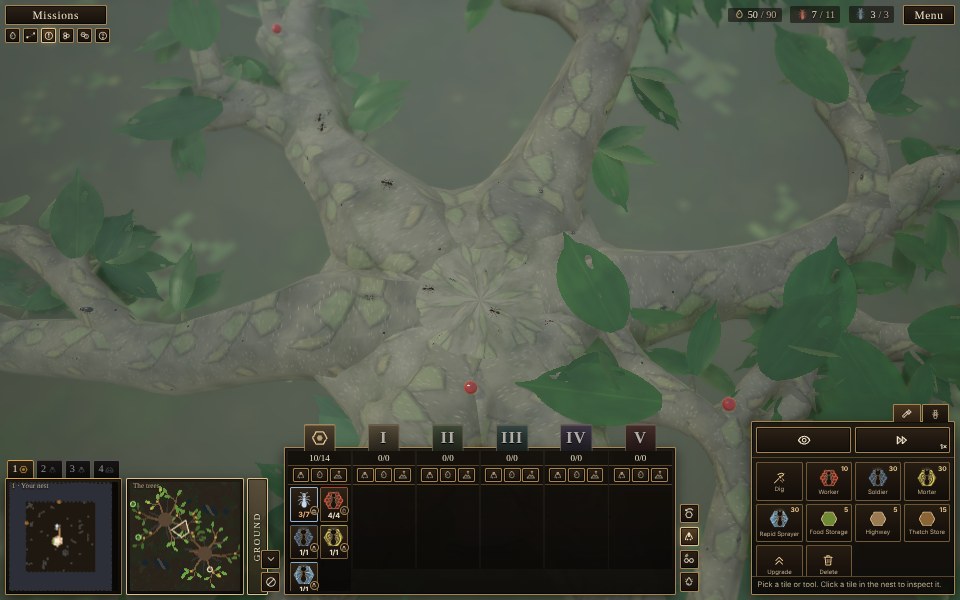 Missions
50 / 90
7 / 11
3 / 3
Menu
1
2
3
4
1 - Your nest
The trees
GROUND
I
II
III
IV
V
10/14
0/0
0/0
0/0
0/0
0/0
3/7
4/4
1/1
1/1
1/1
1x
Dig
10
Worker
30
Soldier
30
Mortar
30
Rapid Sprayer
5
Food Storage
5
Highway
15
Thatch Store
Upgrade
Delete
Pick a tile or tool. Click a tile in the nest to inspect it.